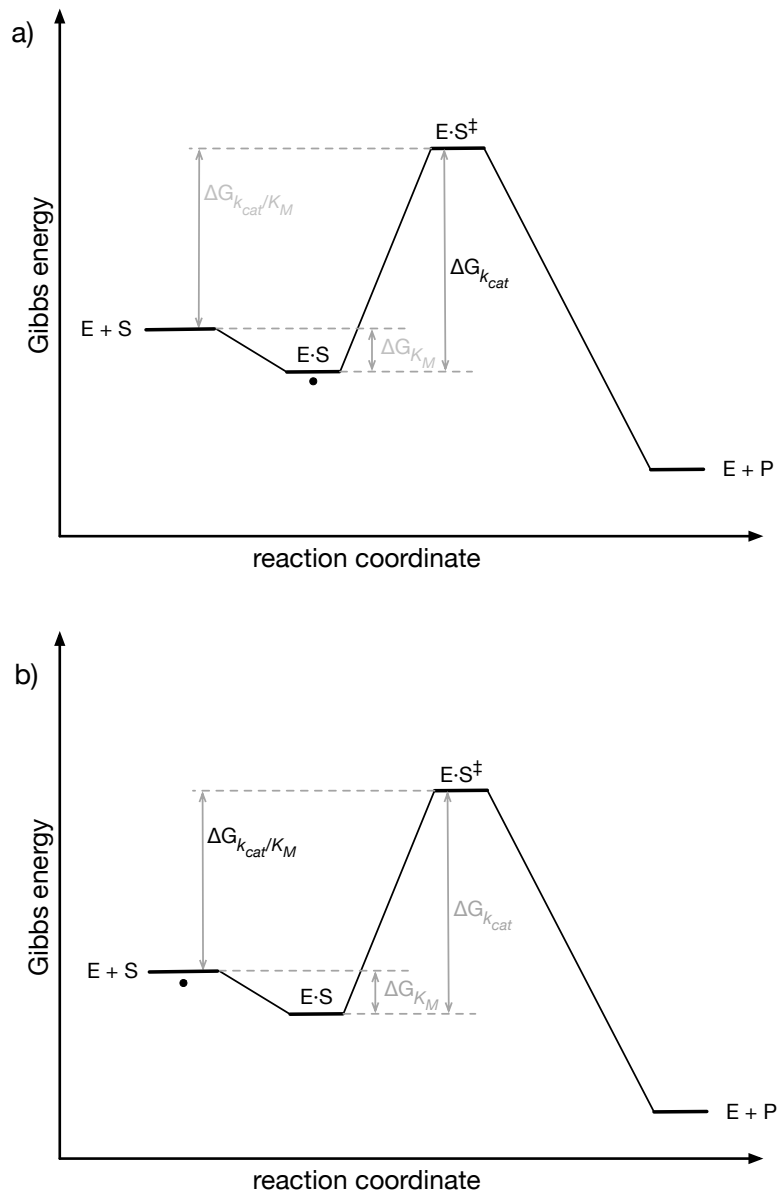 a)
E·S‡
ΔGkcat/KM
ΔGkcat
E + S
E·S
ΔGKM
E + P
Gibbs energy
reaction coordinate
b)
E·S‡
ΔGkcat/KM
ΔGkcat
E + S
E·S
ΔGKM
E + P
Gibbs energy
reaction coordinate